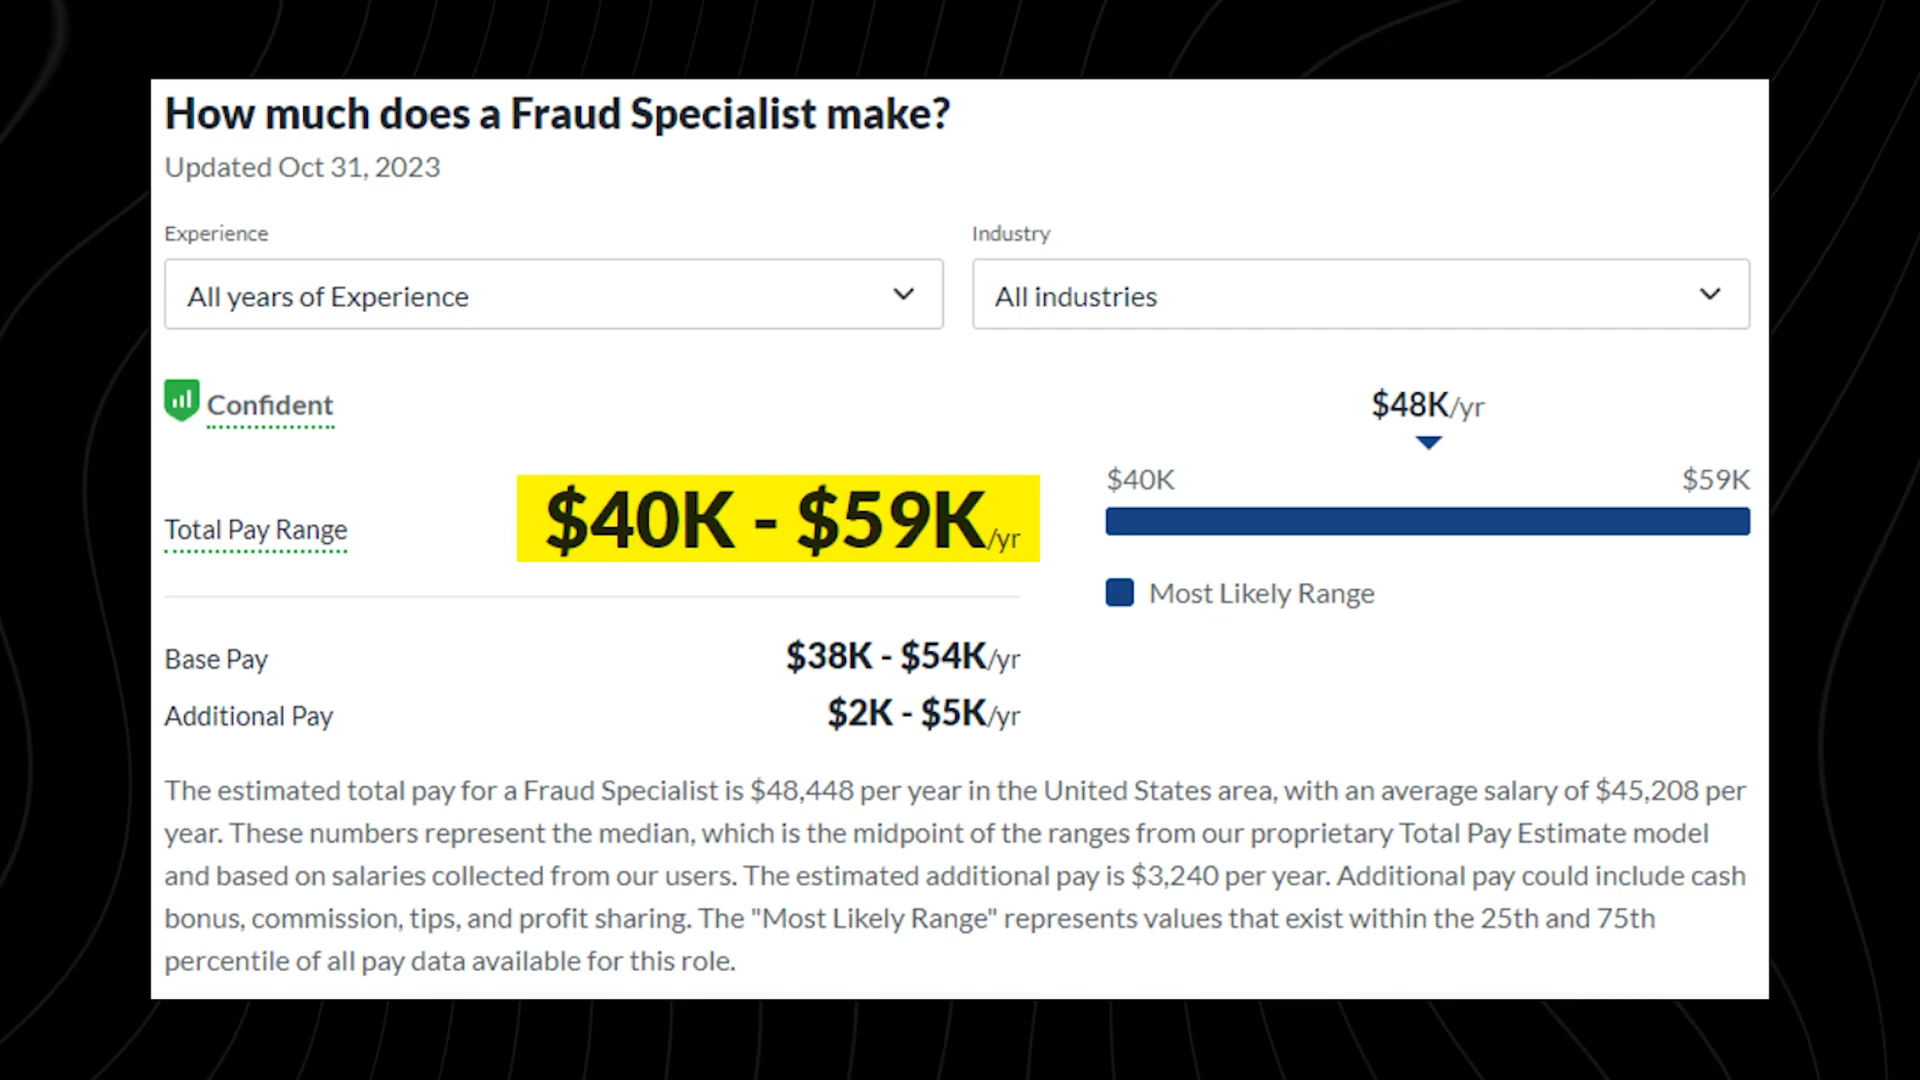 How much does a Fraud Specialist make?
Updated Oct 31, 2023
Experience
Industry
All years of Experience
All industries
Confident
$48K/yr
$40K
$59K
Total Pay Range
$40K - $59K/yr
Most Likely Range
Base Pay
$38K - $54K/yr
Additional Pay
$2K - $5K/yr
The estimated total pay for a Fraud Specialist is $48,448 per year in the United States area, with an average salary of $45,208 per
year. These numbers represent the median, which is the midpoint of the ranges from our proprietary Total Pay Estimate model
and based on salaries collected from our users. The estimated additional pay is $3,240 per year. Additional pay could include cash
bonus, commission, tips, and profit sharing. The "Most Likely Range" represents values that exist within the 25th and 75th
percentile of all pay data available for this role.